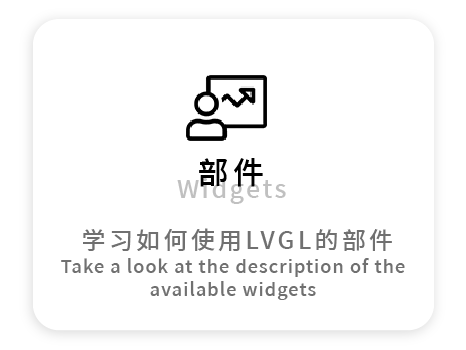 部件
Widgets
学习如何使用LVGL的部件
Take a look at the description of the
available widgets